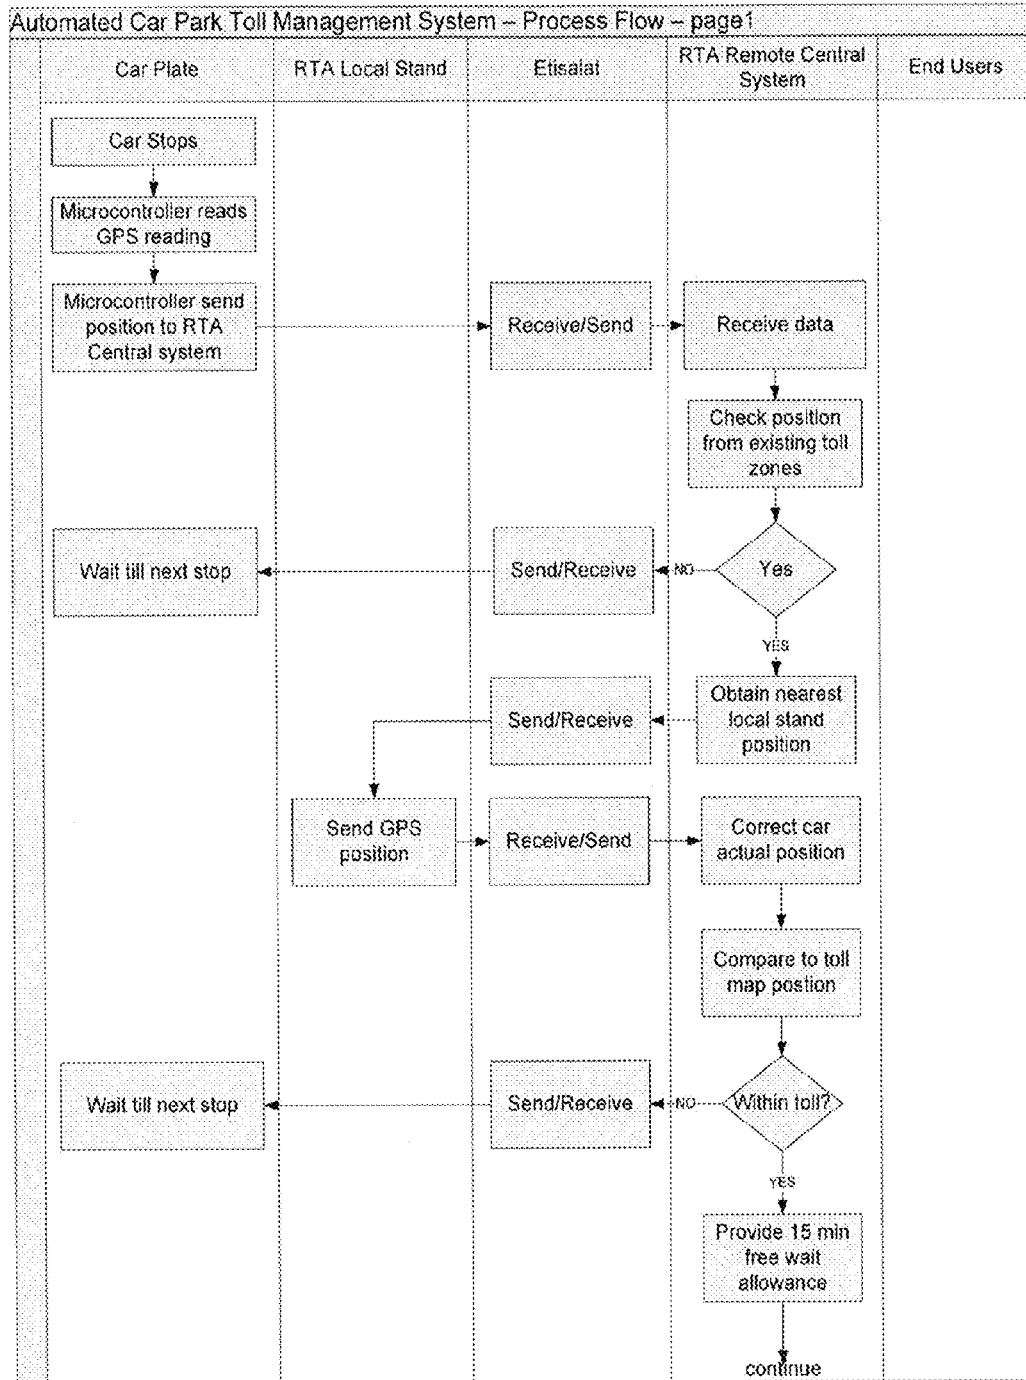 Automated Car Park Toll Management System – Process Flow – page1
Car Plate
RTA Local Stand
Etisalat
RTA Remote Central
System
End Users
Car Stops
Microcontroller reads
GPS reading
Microcontroller send
position to RTA
Central system
Receive/Send
Receive data
Check position
from existing toll
zones
Wait till next stop
Send/Receive
NO
Yes
YES
Send/Receive
Obtain nearest
local stand
position
Send GPS
position
Receive/Send
Correct car
actual position
Compare to toll
map postion
Wait till next stop
Send/Receive
NO
Within toll?
YES
Provide 15 min
free wait
allowance
continue